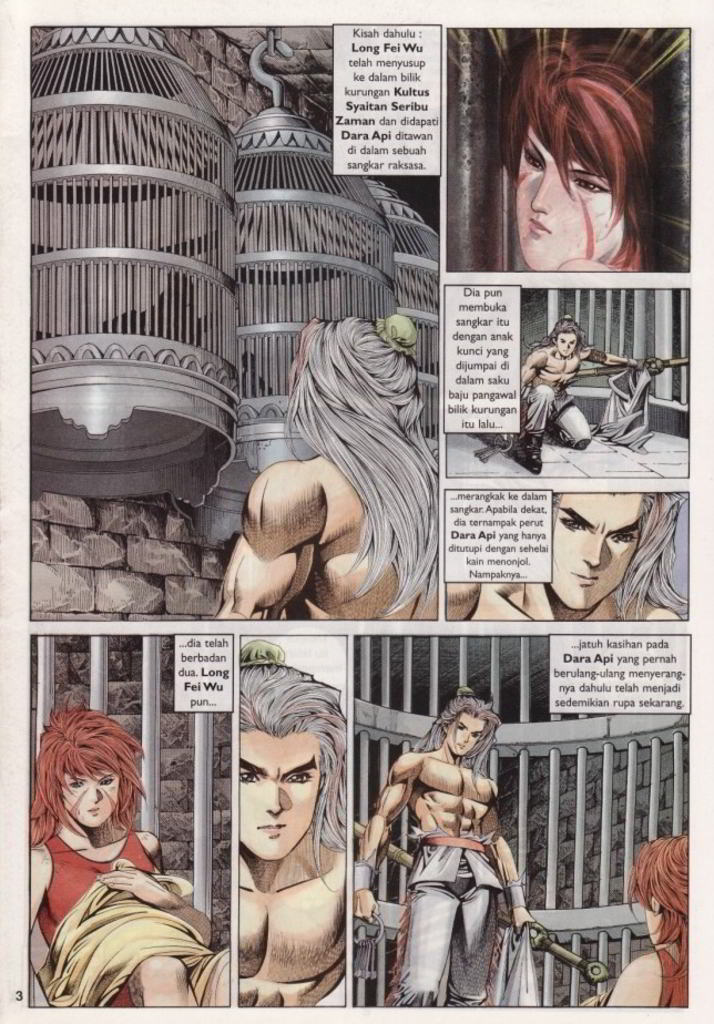 Kisah dahulu :
Long Fei Wu
telah menyusup
ke dalam bilik
kurungan Kultus
Syaitan Seribu
Zaman dan didapati
Dara Api ditawan
di dalam sebuah
sangkar raksasa.
Dia pun
membuka
sangkar itu
dengan anak
kunci yang
dijumpai di
dalam saku
baju pangawal
bilik kurungan
itu lalu...
...merangkak ke dalam
sangkar. Apabila dekat,
dia ternampak perut
Dara Api yang hanya
ditutupi dengan sehelai
kain menonjol.
Nampaknya...
...dia telah
berbadan
dua. Long
Fei Wu
pun...
...jatuh kasihan pada
Dara Api yang pernah
berulang-ulang menyerang-
nya dahulu telah menjadi
sedemikian rupa sekarang.
3